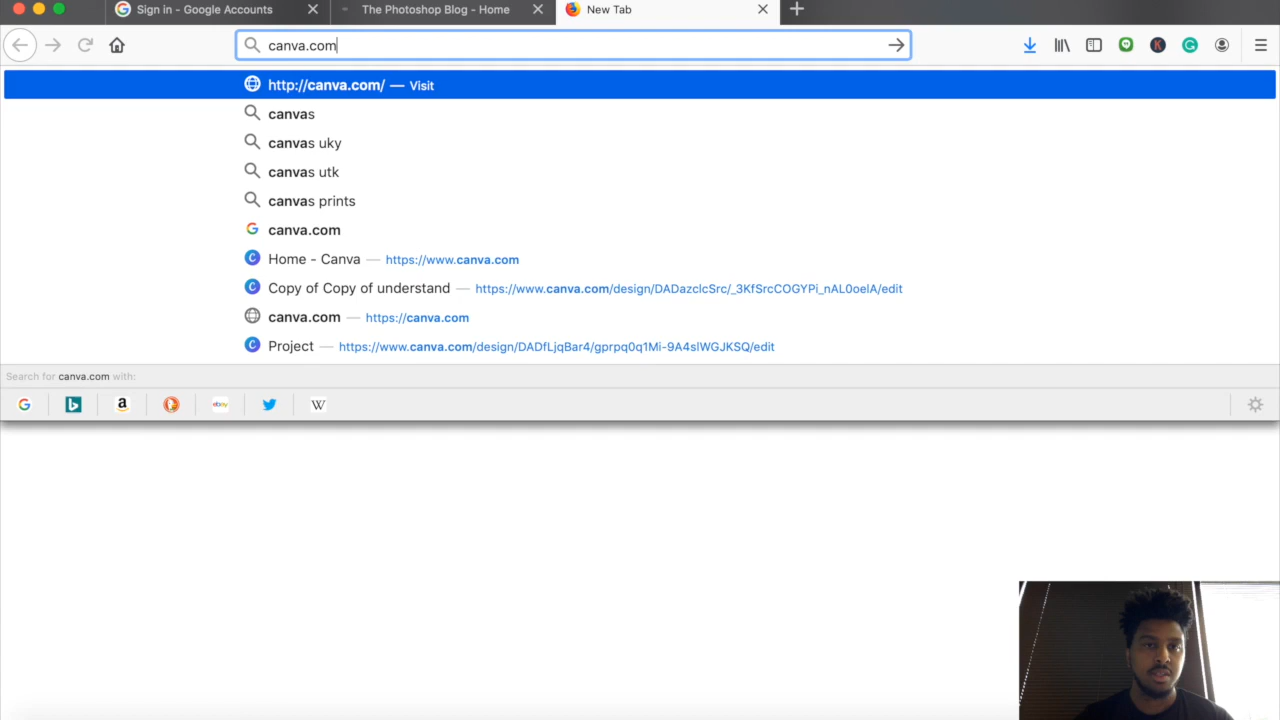 Sign in - Google Accounts
The Photoshop Blog - Home
New Tab
canva.com
http://canva.com/ — Visit
canvas
canvas uky
canvas utk
canvas prints
canva.com
Home - Canva — https://www.canva.com
Copy of Copy of understand — https://www.canva.com/design/DADazclcSrc/_3KfSrcCOGYPi_nAL0oelA/edit
canva.com — https://canva.com
Project — https://www.canva.com/design/DADfLjqBar4/gprpq0q1Mi-9A4slWGJKSQ/edit
Search for canva.com with:
ebay